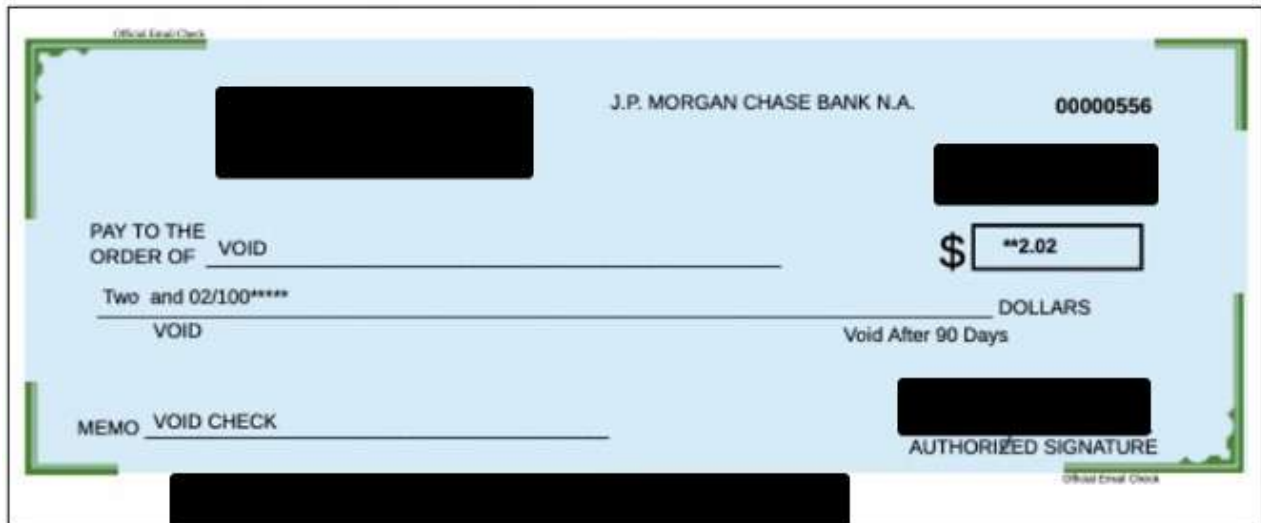 Official Email Check
J.P. MORGAN CHASE BANK N.A. 00000556
PAY TO THE
ORDER OF VOID $ **2.02
Two and 02/100***** DOLLARS
VOID Void After 90 Days
MEMO VOID CHECK
AUTHORIZED SIGNATURE
Official Email Check